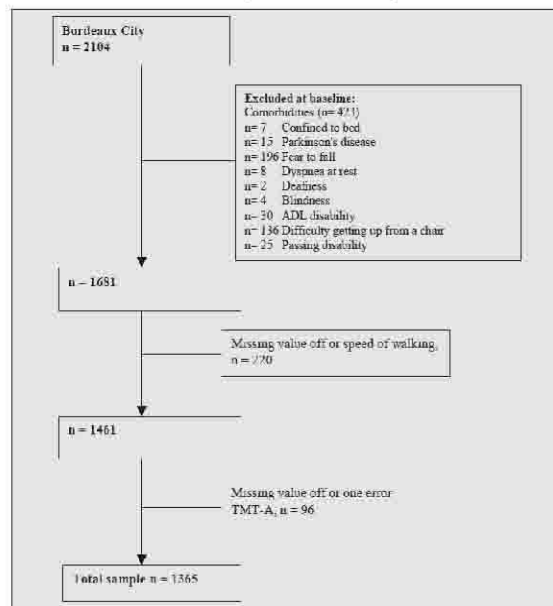 Bordeaux City
n = 2104
Excluded at baseline:
Comorbidities (n= 423)
n= 7 Confined to bed
n= 15 Parkinson's disease
n= 196 Fear to fall
n= 8 Dyspnea at rest
n= 2 Deafness
n= 4 Blindness
n= 30 ADL disability
n= 136 Difficulty getting up from a chair
n= 25 Passing disability
n = 1681
Missing value off or speed of walking,
n = 220
n = 1461
Missing value off or one error
TMT-A, n = 96
Total sample n = 1365